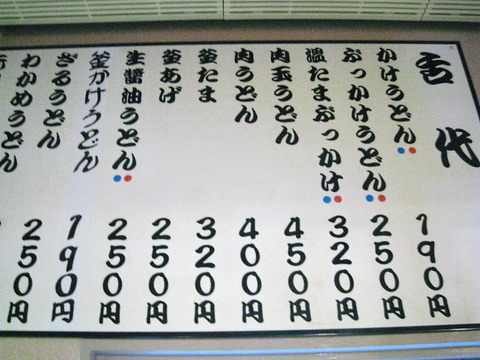 舌代
かけうどん 190円
ぶっかけうどん 250円
温たまぶっかけ 320円
肉玉うどん 450円
肉うどん 400円
釜たま 320円
釜あげ 250円
生醤油うどん 250円
釜かけうどん 190円
ざるうどん 250円
わかめうどん